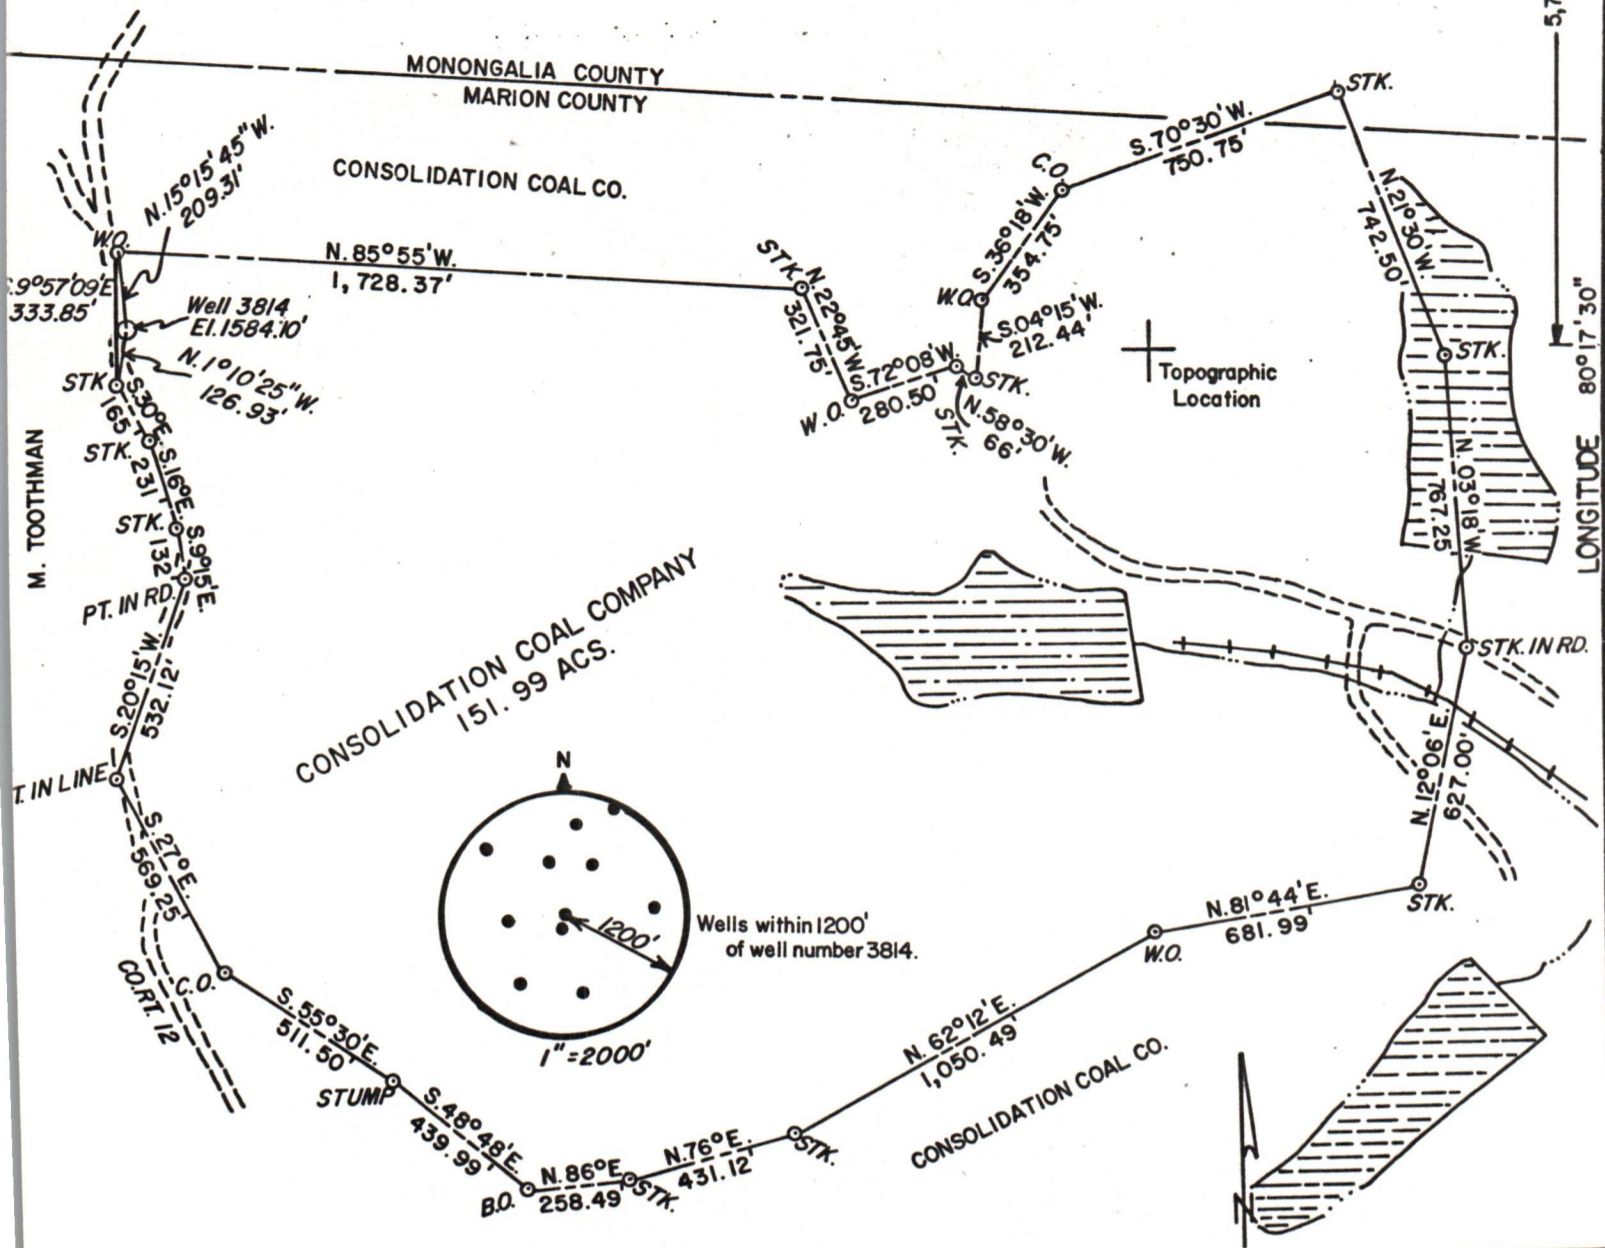 5,7
MONONGALIA COUNTY
MARION COUNTY
STK.
S.70°30'W.
750.75'
N.15°15'45"W.
209.31'
CONSOLIDATION COAL CO.
C.O.
N.21°30'W
742.50'
S.36°18'W.
354.75'
W.O.
N.85°55'W.
1,728.37'
STK.
N.22°45'W
321.75'
W.O.
S.04°15'W.
212.44'
.9°57'09"E
333.85'
Well 3814
El.1584.10'
N.1°10'25"W.
126.93'
STK
S.30°E.
165'
S.72°08'W.
280.50'
W.O.
STK.
STK.
N.58°30'W.
66'
Topographic
Location
STK.
LONGITUDE 80°17'30"
M. TOOTHMAN
STK.
S.16°E.
231'
STK.
S.9°15'E.
132'
PT. IN RD.
N.03°18'W.
767.25'
CONSOLIDATION COAL COMPANY
151.99 ACS.
S.20°15'W.
532.12'
STK. IN RD.
T. IN LINE
N.12°06'E.
627.00'
S.27°E.
569.25'
N
1200'
Wells within 1200'
of well number 3814.
1"=2000'
N.81°44'E.
681.99'
STK.
W.O.
CO.RT. 12
C.O.
S.55°30'E.
511.50'
STUMP
N.62°12'E.
1,050.49'
CONSOLIDATION COAL CO.
S.48°48'E.
439.99'
B.O.
N.86°E.
258.49'
STK.
N.76°E.
431.12'
STK.
N